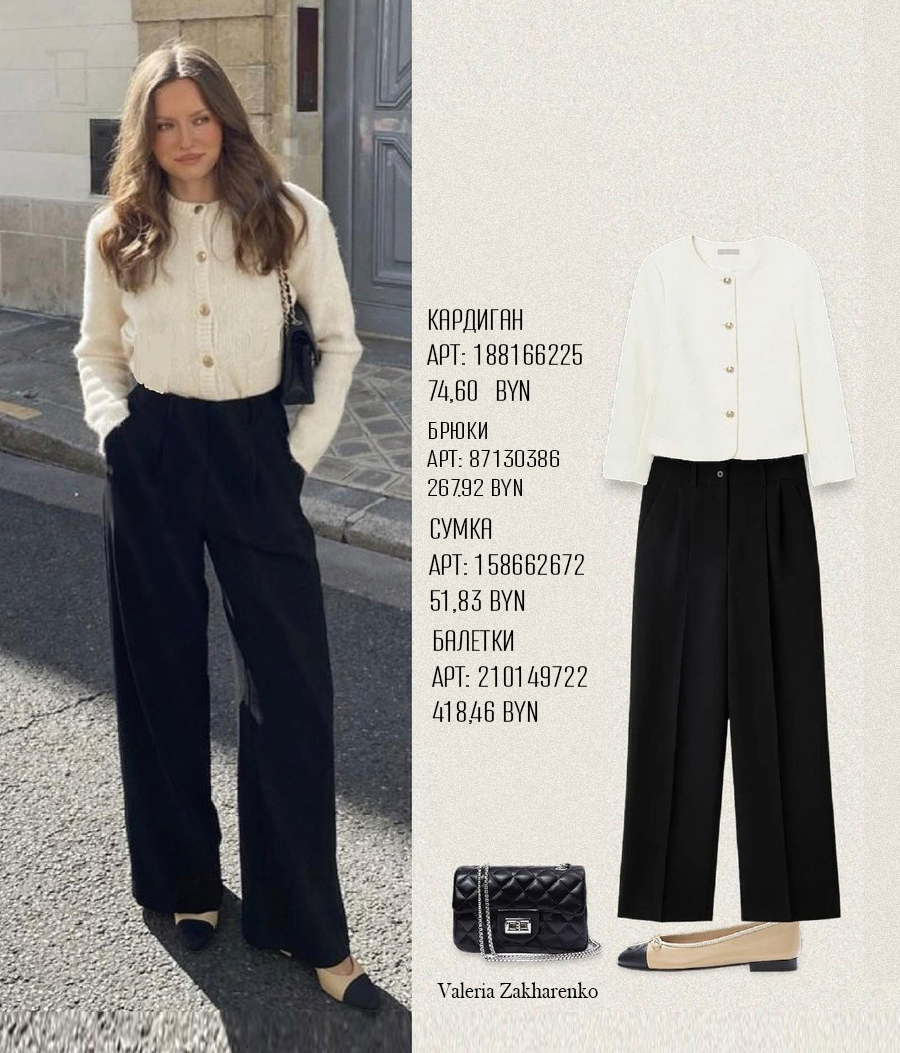 КАРДИГАН
АРТ: 188166225
74,60 BYN
БРЮКИ
АРТ: 87130386
267,92 BYN
СУМКА
АРТ: 158662672
51,83 BYN
БАЛЕТКИ
АРТ: 210149722
418,46 BYN
Valeria Zakharenko